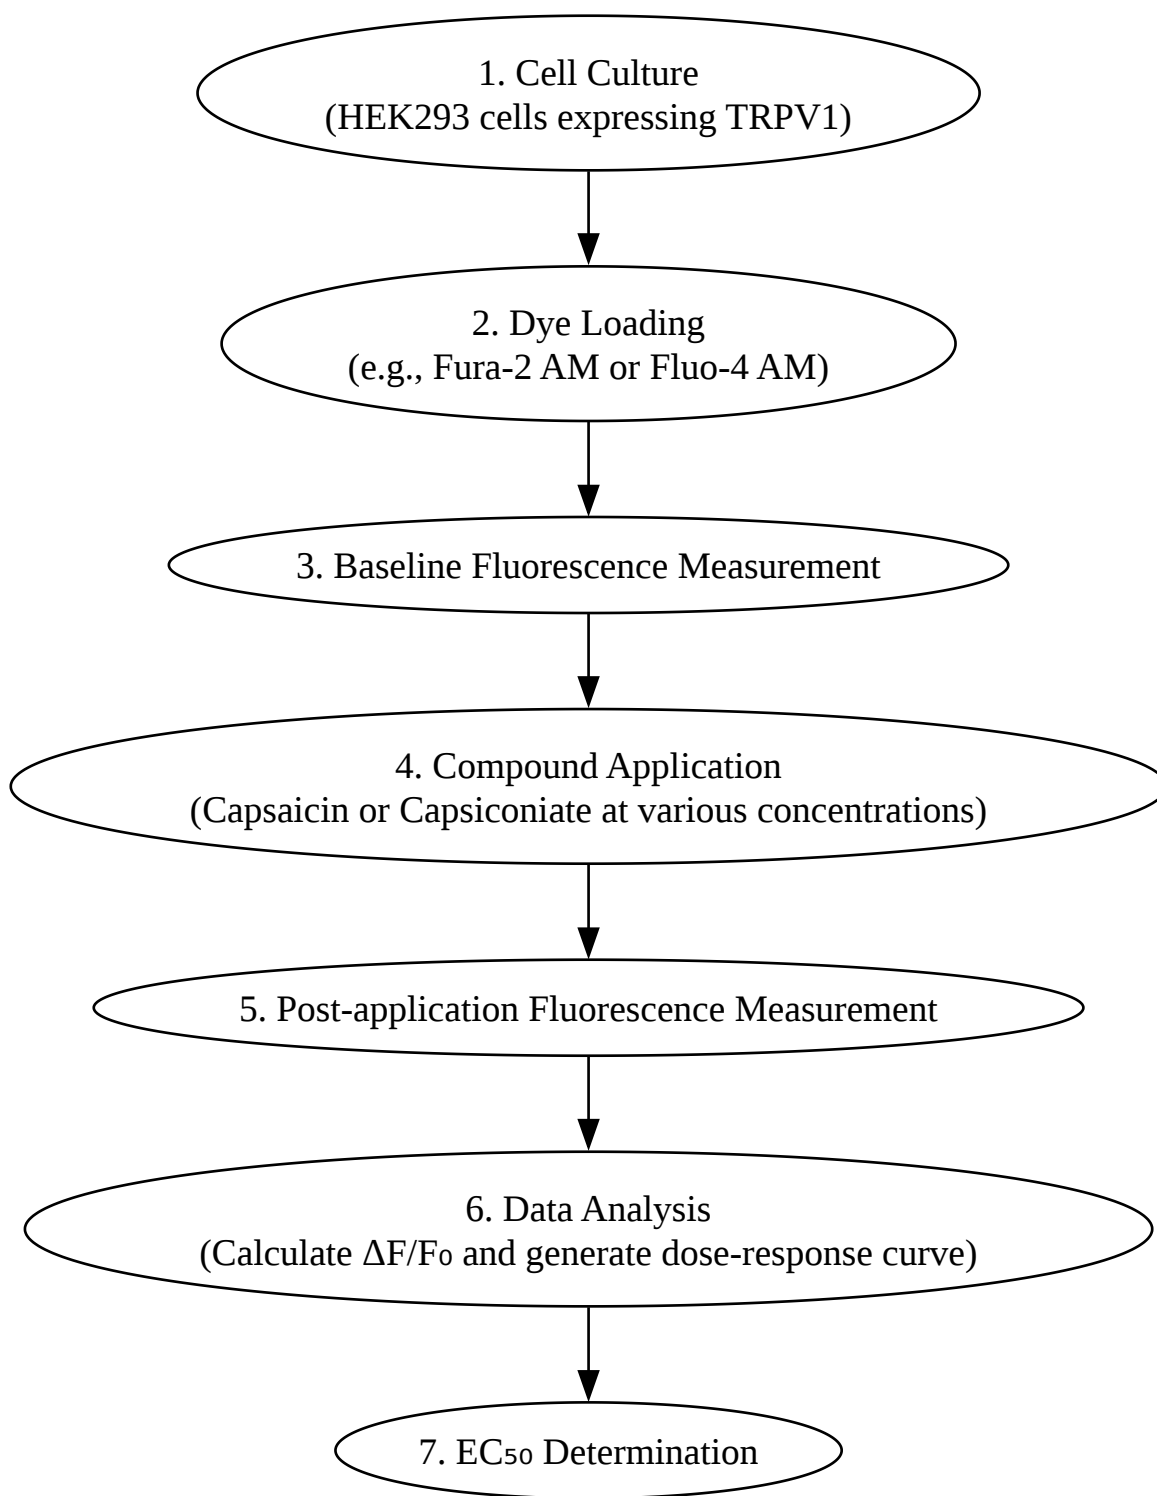 1. Cell Culture
(HEK293 cells expressing TRPV1)
2. Dye Loading
(e.g., Fura-2 AM or Fluo-4 AM)
3. Baseline Fluorescence Measurement
4. Compound Application
(Capsaicin or Capsiconiate at various concentrations)
5. Post-application Fluorescence Measurement
6. Data Analysis
(Calculate ΔF/F₀ and generate dose-response curve)
7. EC₅₀ Determination